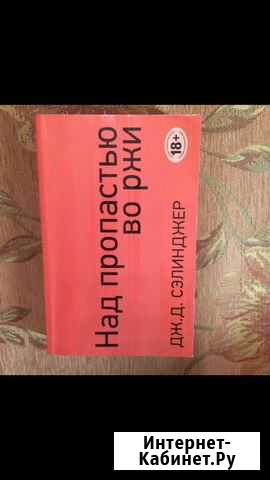 Над пропастью
во ржи
18+
ДЖ.Д. СЭЛИНДЖЕР
Интернет-
Кабинет.Ру